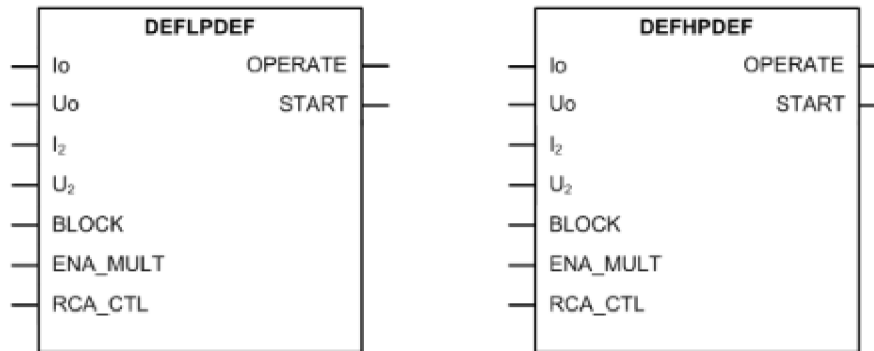 DEFLPDEF
Io OPERATE
Uo START
I₂
U₂
BLOCK
ENA_MULT
RCA_CTL
DEFHPDEF
Io OPERATE
Uo START
I₂
U₂
BLOCK
ENA_MULT
RCA_CTL